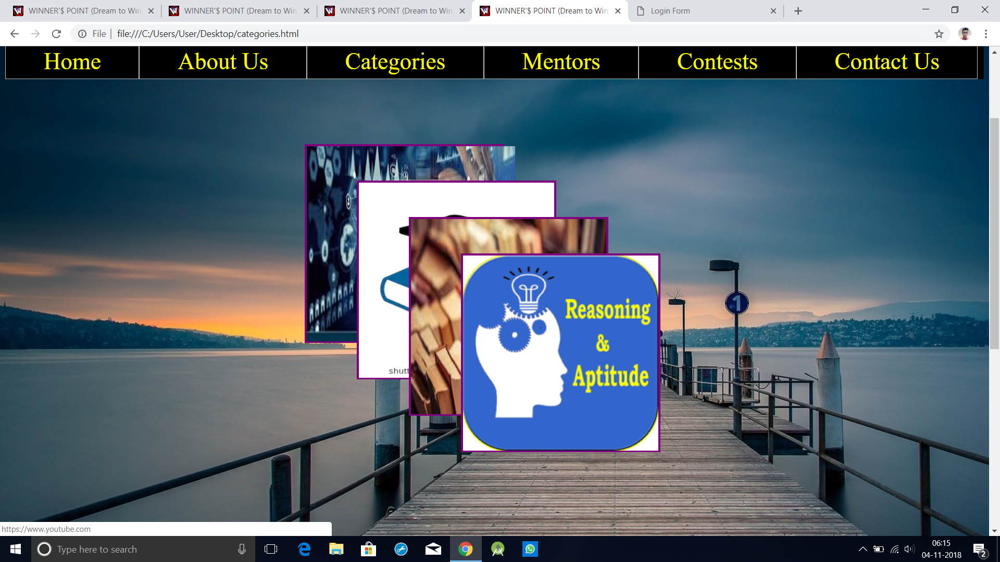 WINNER'$ POINT (Dream to Win
WINNER'$ POINT (Dream to Win
WINNER'$ POINT (Dream to Win
WINNER'$ POINT (Dream to Win
Login Form
File
file:///C:/Users/User/Desktop/categories.html
Home
About Us
Categories
Mentors
Contests
Contact Us
1
Reasoning
&
Aptitude
shutt
https://www.youtube.com
Type here to search
06:15
04-11-2018
2